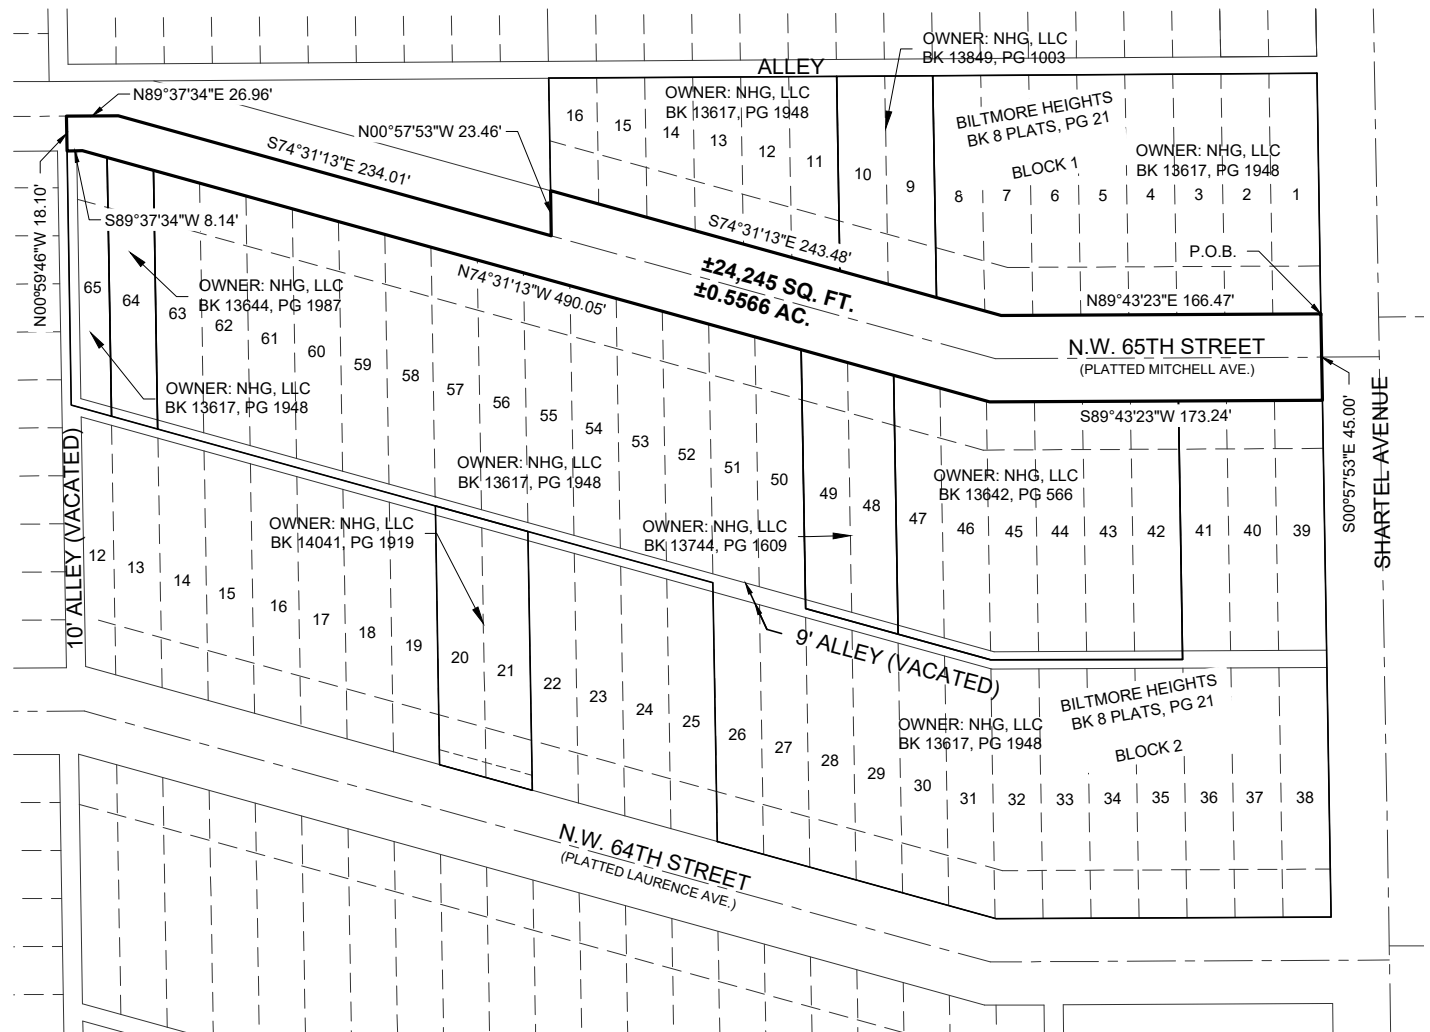 OWNER: NHG, LLC
BK 13849, PG 1003
ALLEY
N89°37'34"E 26.96'
OWNER: NHG, LLC
BK 13617, PG 1948
BILTMORE HEIGHTS
BK 8 PLATS, PG 21
BLOCK 1
N00°57'53"W 23.46'
16
15
14
13
12
11
10
9
8
7
6
5
4
3
2
1
OWNER: NHG, LLC
BK 13617, PG 1948
S74°31'13"E 234.01'
N00°59'46"W 18.10'
S89°37'34"W 8.14'
S74°31'13"E 243.48'
P.O.B.
±24,245 SQ. FT.
±0.5566 AC.
N74°31'13"W 490.05'
N89°43'23"E 166.47'
N.W. 65TH STREET
(PLATTED MITCHELL AVE.)
S89°43'23"W 173.24'
S00°57'53"E 45.00'
SHARTEL AVENUE
OWNER: NHG, LLC
BK 13644, PG 1987
65
64
63
62
61
60
59
58
57
56
55
54
53
52
51
50
49
48
47
46
45
44
43
42
41
40
39
OWNER: NHG, LLC
BK 13617, PG 1948
OWNER: NHG, LLC
BK 13617, PG 1948
OWNER: NHG, LLC
BK 13642, PG 566
OWNER: NHG, LLC
BK 14041, PG 1919
OWNER: NHG, LLC
BK 13744, PG 1609
10' ALLEY (VACATED)
9' ALLEY (VACATED)
12
13
14
15
16
17
18
19
20
21
22
23
24
25
26
27
28
29
30
31
32
33
34
35
36
37
38
BILTMORE HEIGHTS
BK 8 PLATS, PG 21
BLOCK 2
OWNER: NHG, LLC
BK 13617, PG 1948
N.W. 64TH STREET
(PLATTED LAURENCE AVE.)